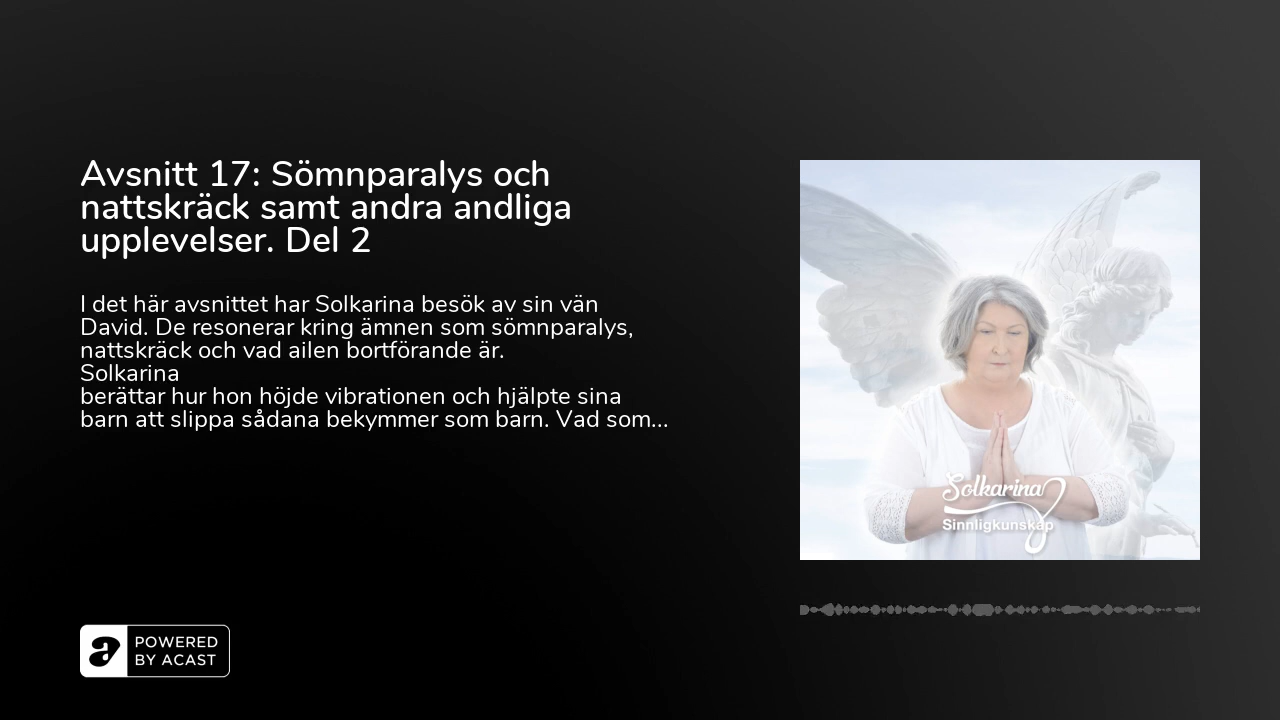 Avsnitt 17: Sömnparalys och
nattskräck samt andra andliga
upplevelser. Del 2
I det här avsnittet har Solkarina besök av sin vän
David. De resonerar kring ämnen som sömnparalys,
nattskräck och vad ailen bortförande är.
Solkarina
berättar hur hon höjde vibrationen och hjälpte sina
barn att slippa sådana bekymmer som barn. Vad som...
Solkarina
Sinnligkunskap
a
POWERED
BY ACAST